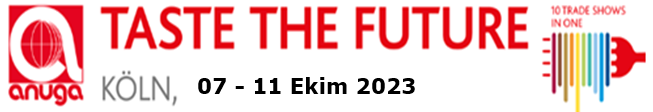 anuga
TASTE THE FUTURE
KÖLN, 07 - 11 Ekim 2023
10 TRADE SHOWS
IN ONE